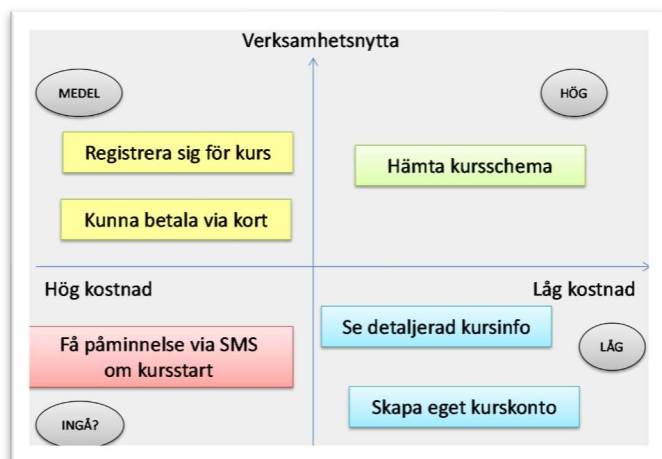 Verksamhetsnytta
MEDEL
HÖG
Registrera sig för kurs
Hämta kursschema
Kunna betala via kort
Hög kostnad
Låg kostnad
Se detaljerad kursinfo
Få påminnelse via SMS
om kursstart
LÅG
Skapa eget kurskonto
INGÅ?